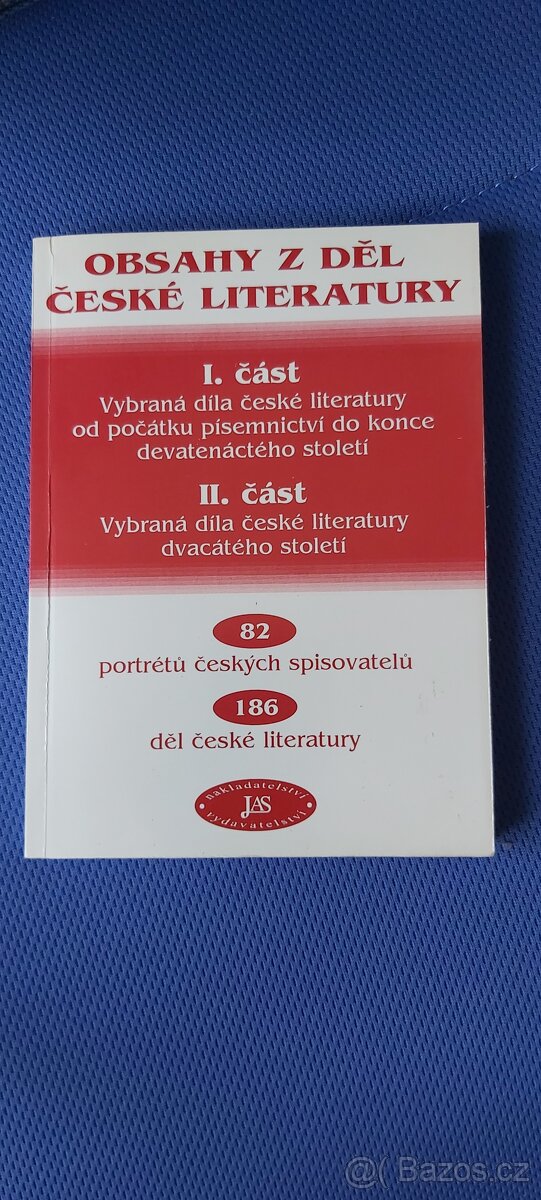 OBSAHY Z DĚL
ČESKÉ LITERATURY
I. část
Vybraná díla české literatury
od počátku písemnictví do konce
devatenáctého století
II. část
Vybraná díla české literatury
dvacátého století
82
portrétů českých spisovatelů
186
děl české literatury
nakladatelství
JAS
vydavatelství
@( Bazos.cz